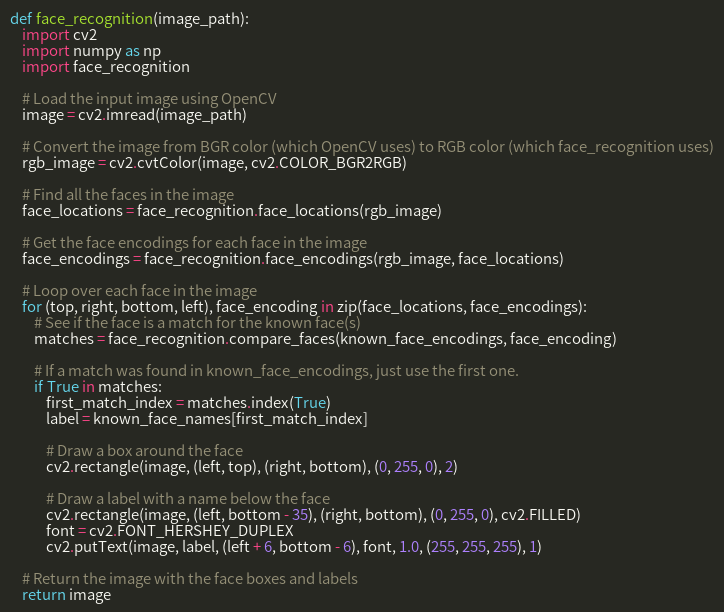 def face_recognition(image_path):
    import cv2
    import numpy as np
    import face_recognition

    # Load the input image using OpenCV
    image = cv2.imread(image_path)

    # Convert the image from BGR color (which OpenCV uses) to RGB color (which face_recognition uses)
    rgb_image = cv2.cvtColor(image, cv2.COLOR_BGR2RGB)

    # Find all the faces in the image
    face_locations = face_recognition.face_locations(rgb_image)

    # Get the face encodings for each face in the image
    face_encodings = face_recognition.face_encodings(rgb_image, face_locations)

    # Loop over each face in the image
    for (top, right, bottom, left), face_encoding in zip(face_locations, face_encodings):
        # See if the face is a match for the known face(s)
        matches = face_recognition.compare_faces(known_face_encodings, face_encoding)

        # If a match was found in known_face_encodings, just use the first one.
        if True in matches:
            first_match_index = matches.index(True)
            label = known_face_names[first_match_index]

            # Draw a box around the face
            cv2.rectangle(image, (left, top), (right, bottom), (0, 255, 0), 2)

            # Draw a label with a name below the face
            cv2.rectangle(image, (left, bottom - 35), (right, bottom), (0, 255, 0), cv2.FILLED)
            font = cv2.FONT_HERSHEY_DUPLEX
            cv2.putText(image, label, (left + 6, bottom - 6), font, 1.0, (255, 255, 255), 1)

    # Return the image with the face boxes and labels
    return image